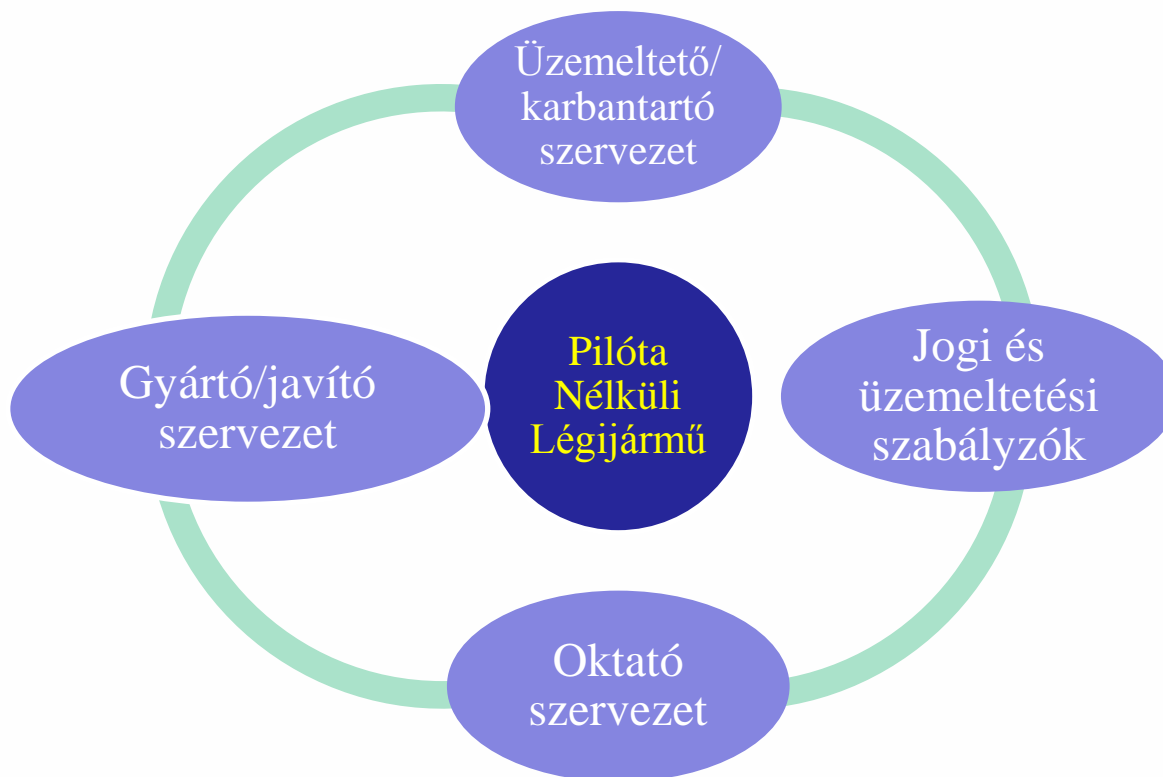 Üzemeltető/
karbantartó
szervezet
Gyártó/javító
szervezet
Pilóta
Nélküli
Légijármű
Jogi és
üzemeltetési
szabályzók
Oktató
szervezet